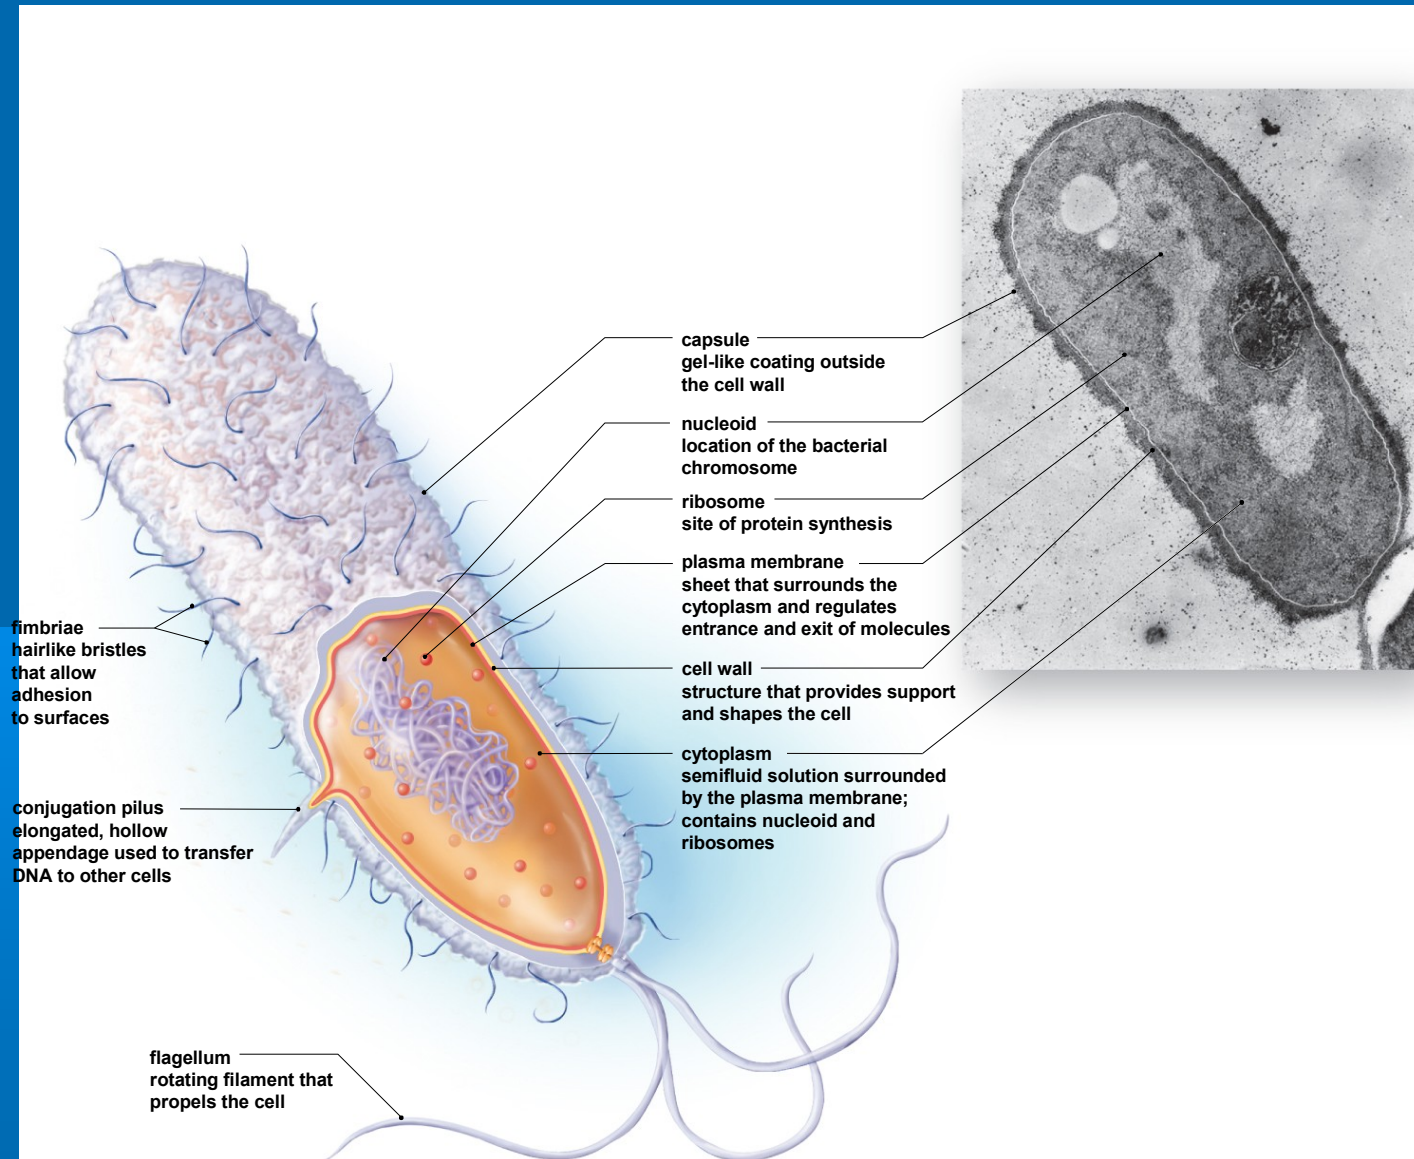 capsule
gel-like coating outside
the cell wall
nucleoid
location of the bacterial
chromosome
ribosome
site of protein synthesis
plasma membrane
sheet that surrounds the
cytoplasm and regulates
entrance and exit of molecules
cell wall
structure that provides support
and shapes the cell
cytoplasm
semifluid solution surrounded
by the plasma membrane;
contains nucleoid and
ribosomes
fimbriae
hairlike bristles
that allow
adhesion
to surfaces
conjugation pilus
elongated, hollow
appendage used to transfer
DNA to other cells
flagellum
rotating filament that
propels the cell